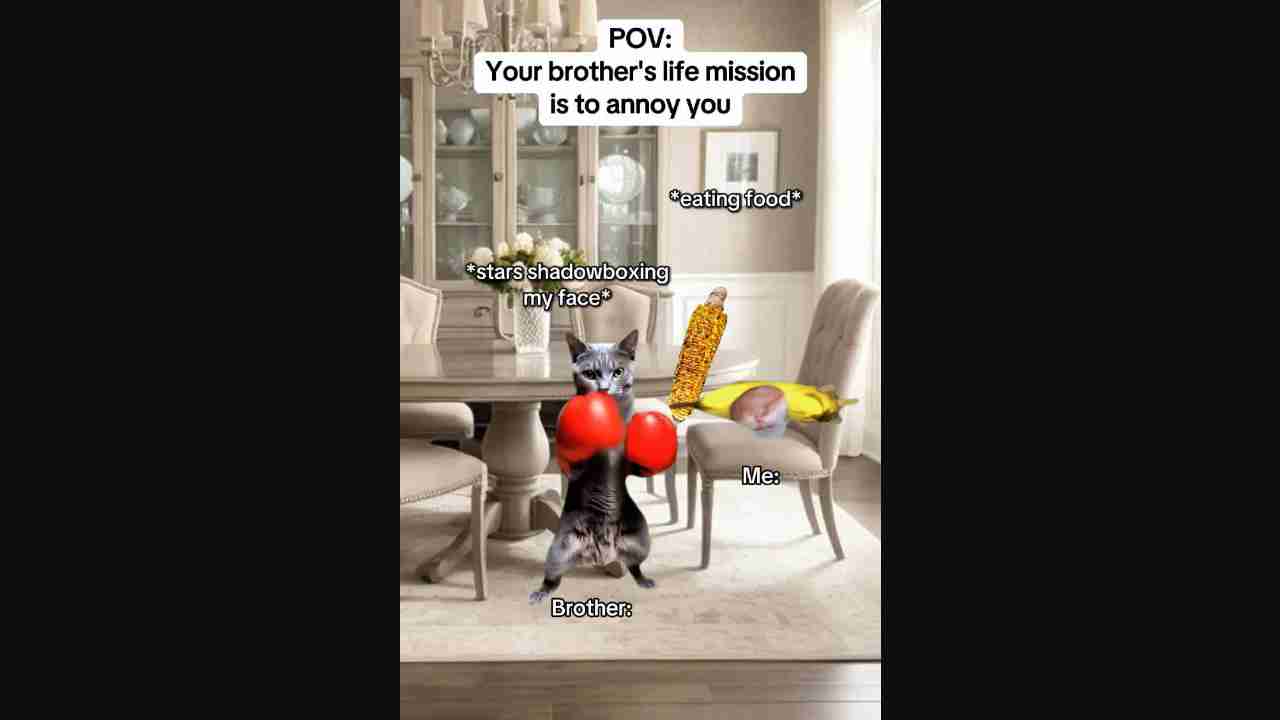 POV:
Your brother's life mission
is to annoy you
*eating food*
*stars shadowboxing
my face*
Me:
Brother: